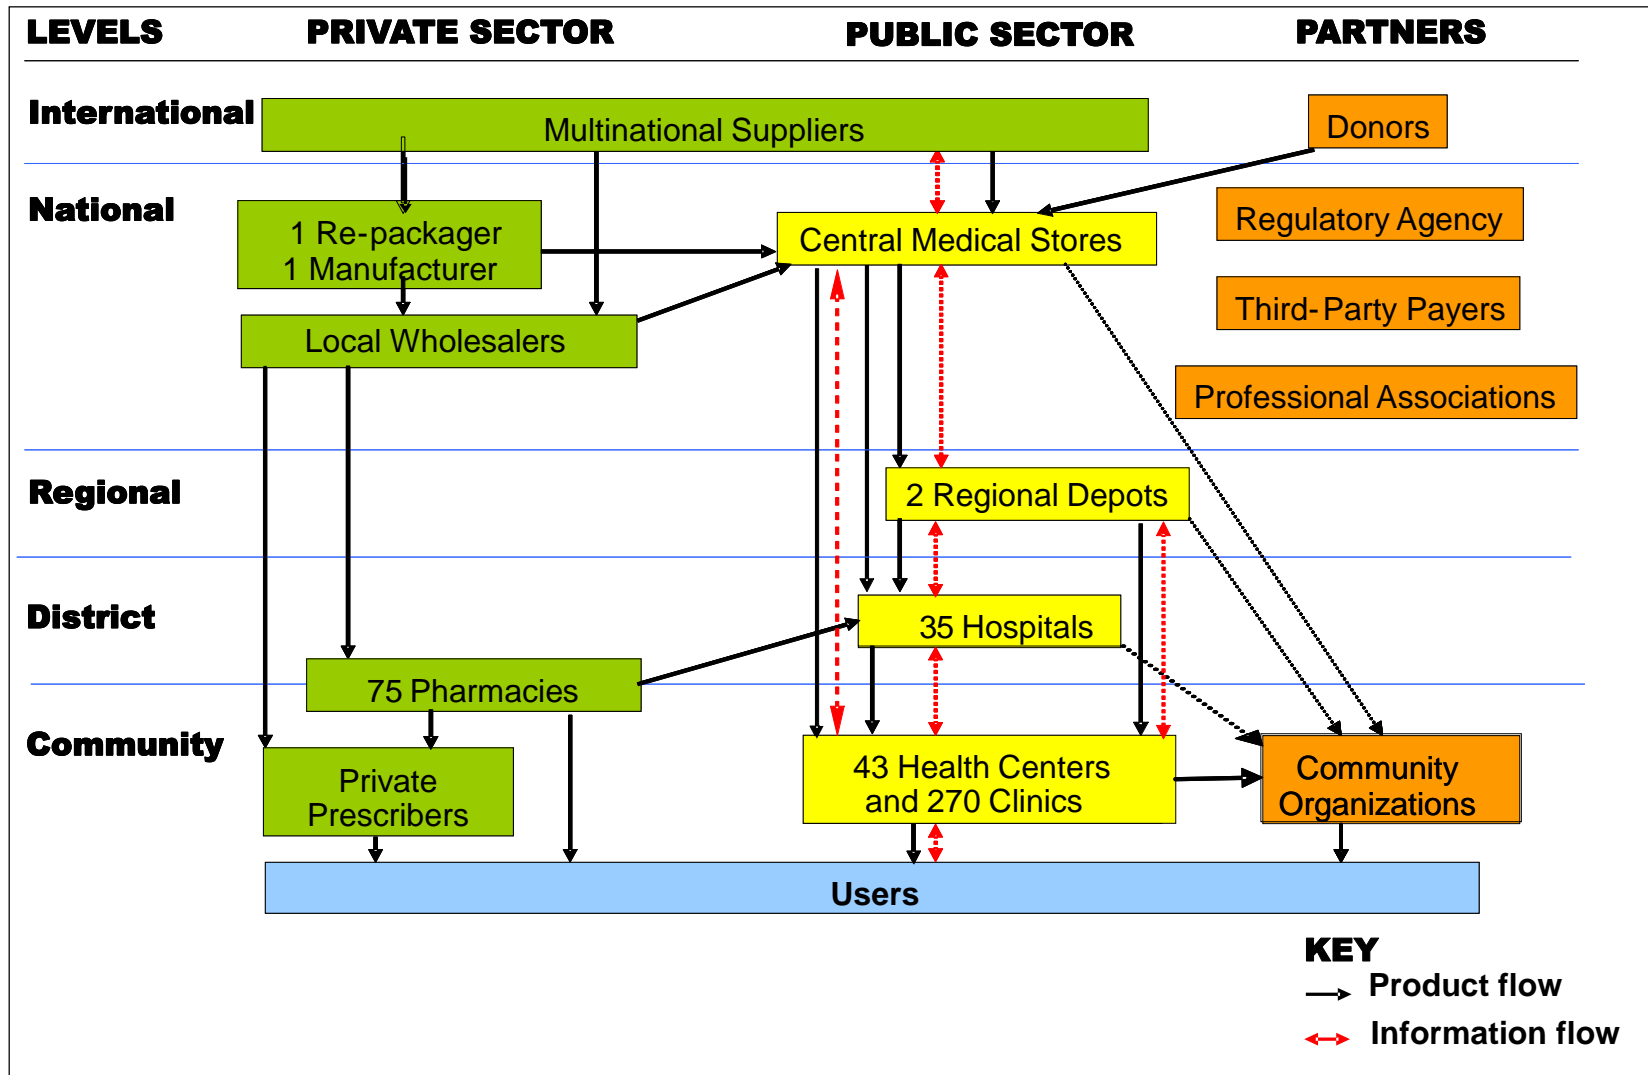 LEVELS PRIVATE SECTOR PUBLIC SECTOR PARTNERS
International
Multinational Suppliers
Donors
National
1 Re-packager
1 Manufacturer
Central Medical Stores
Regulatory Agency
Third-Party Payers
Local Wholesalers
Professional Associations
Regional
2 Regional Depots
District
35 Hospitals
75 Pharmacies
Community
Private
Prescribers
43 Health Centers
and 270 Clinics
Community
Organizations
Users
KEY
Product flow
Information flow